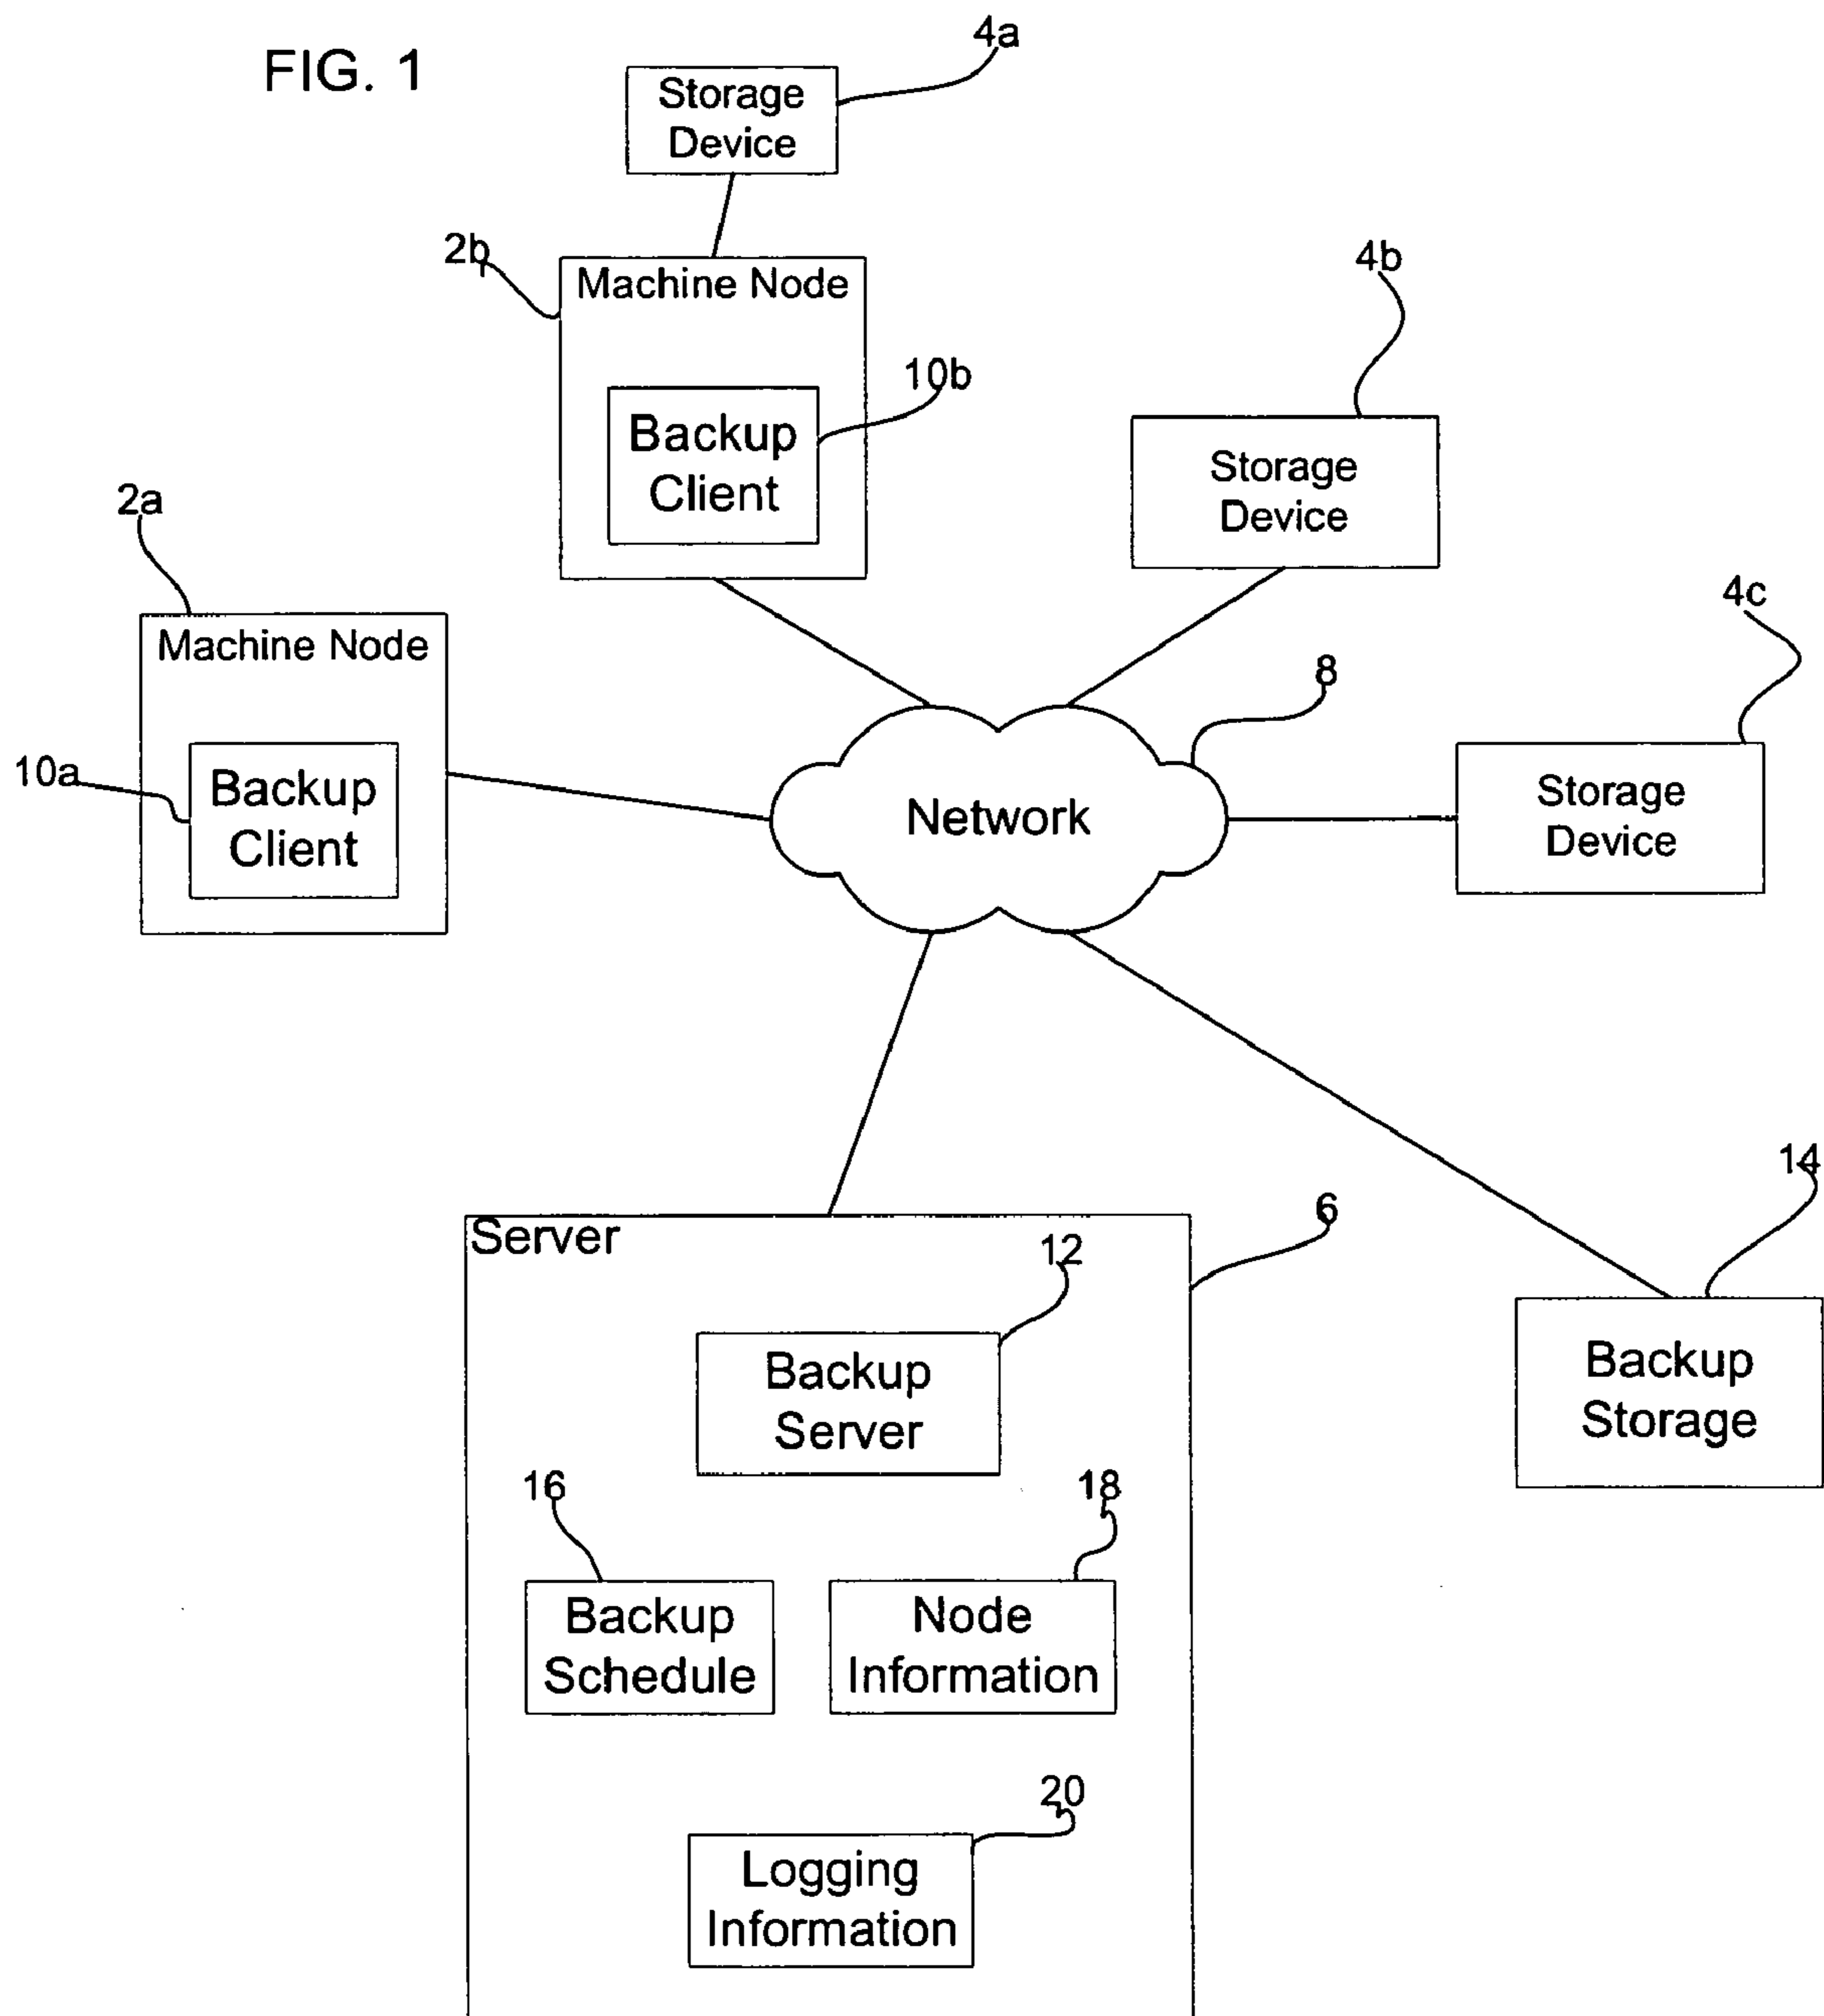 FIG. 1
4a
Storage
Device
2b
Machine Node
4b
10b
Backup
Client
Storage
Device
2a
4c
Machine Node
8
10a
Backup
Client
Network
Storage
Device
14
6
Server
12
Backup
Server
Backup
Storage
16
18
Backup
Schedule
Node
Information
20
Logging
Information